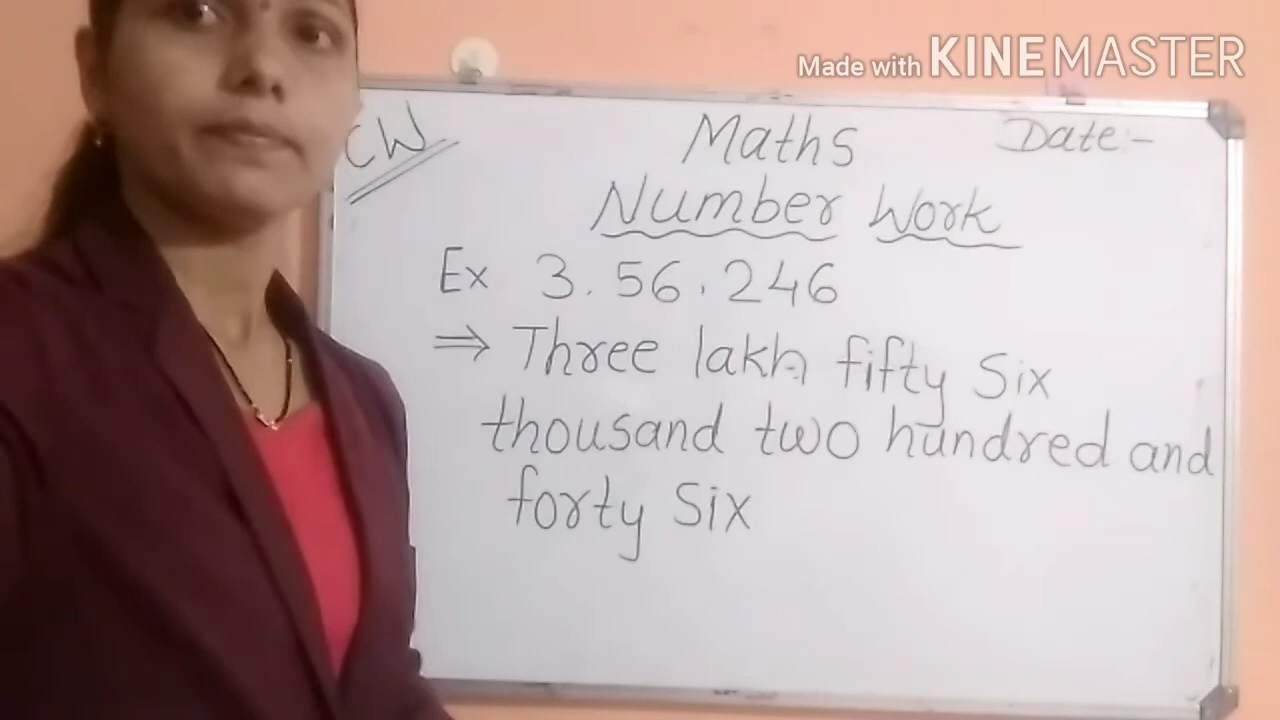 Made with KINEMASTER
CW Maths Date:-
Number Work
Ex 3.56.246
⇒ Three lakh fifty Six
thousand two hundred and
forty Six